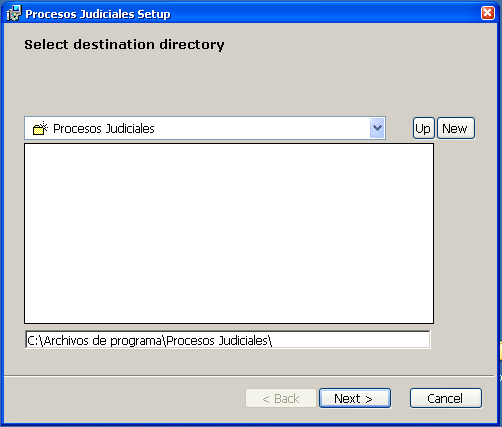 Procesos Judiciales Setup
Select destination directory
Procesos Judiciales
Up
New
C:\Archivos de programa\Procesos Judiciales\
< Back
Next >
Cancel